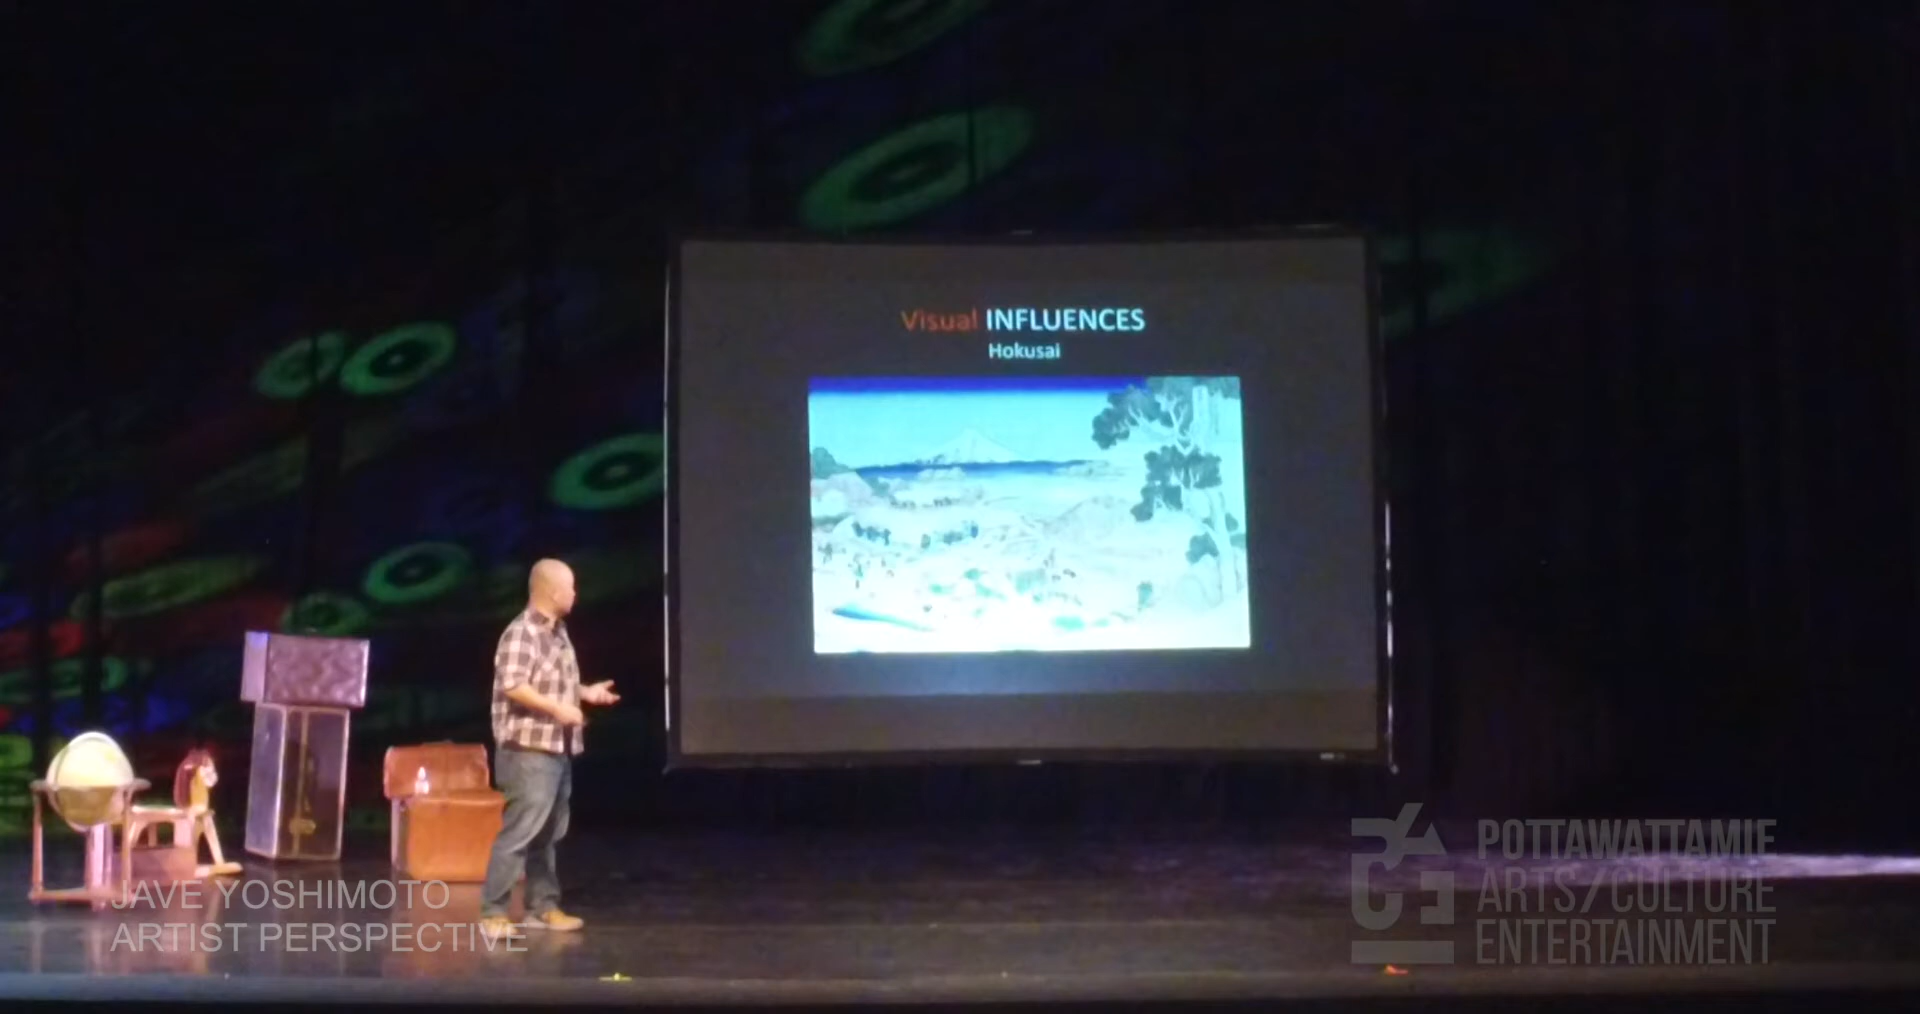 Visual INFLUENCES
Hokusai
JAVE YOSHIMOTO
ARTIST PERSPECTIVE
POTTAWATTAMIE
ARTS/CULTURE
ENTERTAINMENT